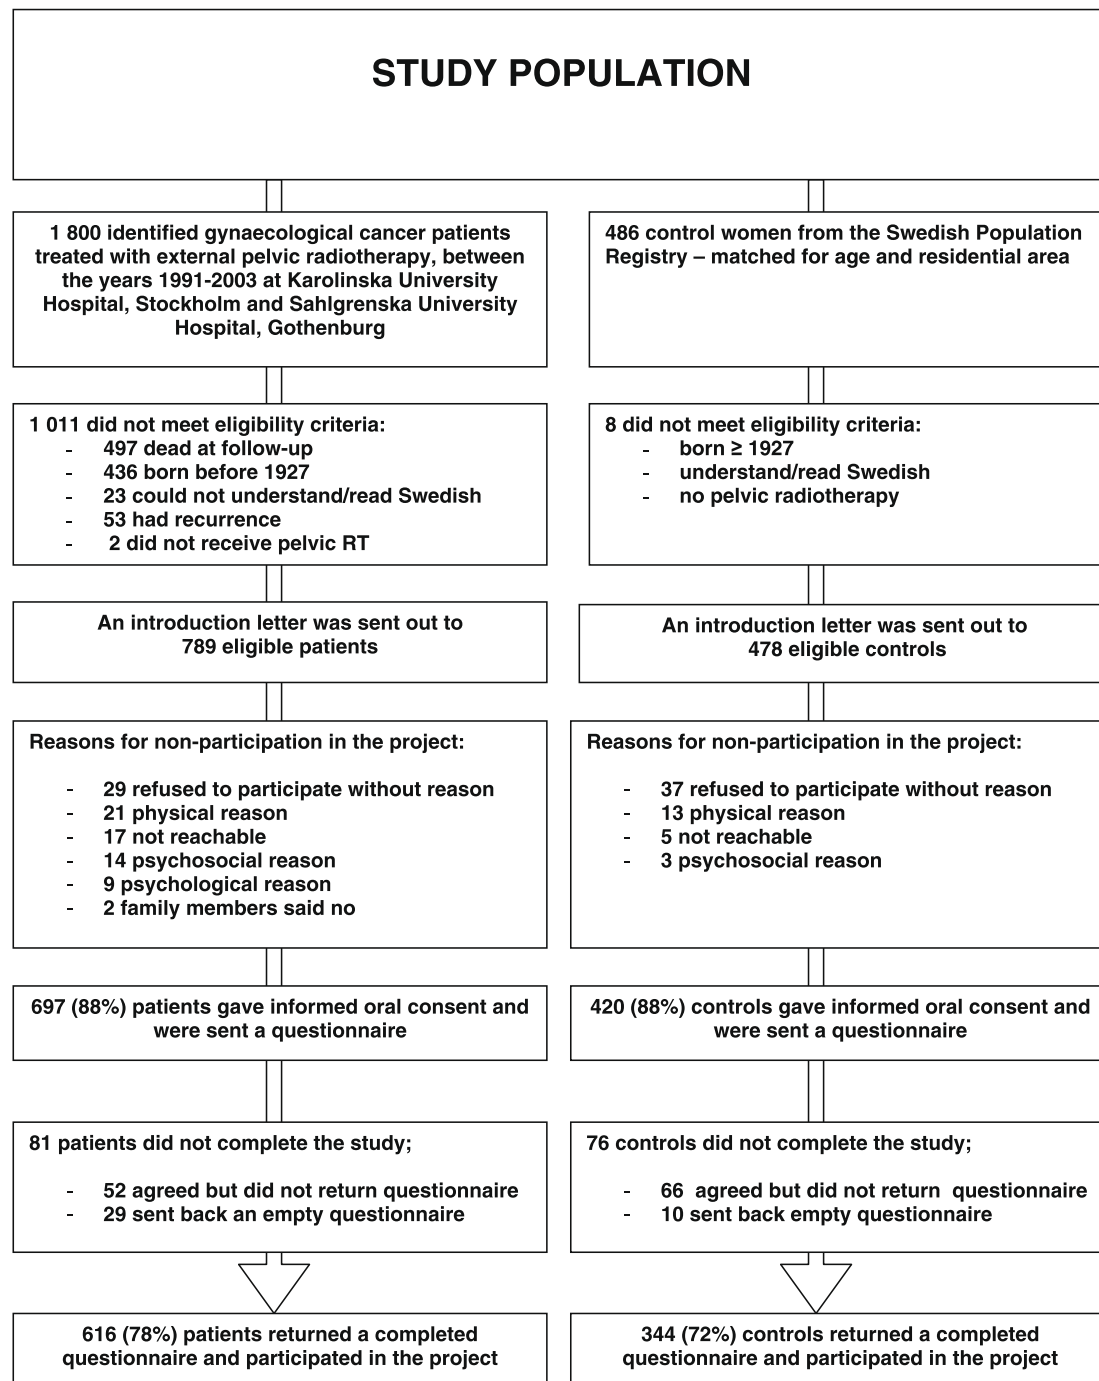 STUDY POPULATION
1 800 identified gynaecological cancer patients
treated with external pelvic radiotherapy, between
the years 1991-2003 at Karolinska University
Hospital, Stockholm and Sahlgrenska University
Hospital, Gothenburg
486 control women from the Swedish Population
Registry – matched for age and residential area
1 011 did not meet eligibility criteria:
- 497 dead at follow-up
- 436 born before 1927
- 23 could not understand/read Swedish
- 53 had recurrence
- 2 did not receive pelvic RT
8 did not meet eligibility criteria:
- born ≥ 1927
- understand/read Swedish
- no pelvic radiotherapy
An introduction letter was sent out to
789 eligible patients
An introduction letter was sent out to
478 eligible controls
Reasons for non-participation in the project:
- 29 refused to participate without reason
- 21 physical reason
- 17 not reachable
- 14 psychosocial reason
- 9 psychological reason
- 2 family members said no
Reasons for non-participation in the project:
- 37 refused to participate without reason
- 13 physical reason
- 5 not reachable
- 3 psychosocial reason
697 (88%) patients gave informed oral consent and
were sent a questionnaire
420 (88%) controls gave informed oral consent and
were sent a questionnaire
81 patients did not complete the study;
- 52 agreed but did not return questionnaire
- 29 sent back an empty questionnaire
76 controls did not complete the study;
- 66 agreed but did not return questionnaire
- 10 sent back empty questionnaire
616 (78%) patients returned a completed
questionnaire and participated in the project
344 (72%) controls returned a completed
questionnaire and participated in the project